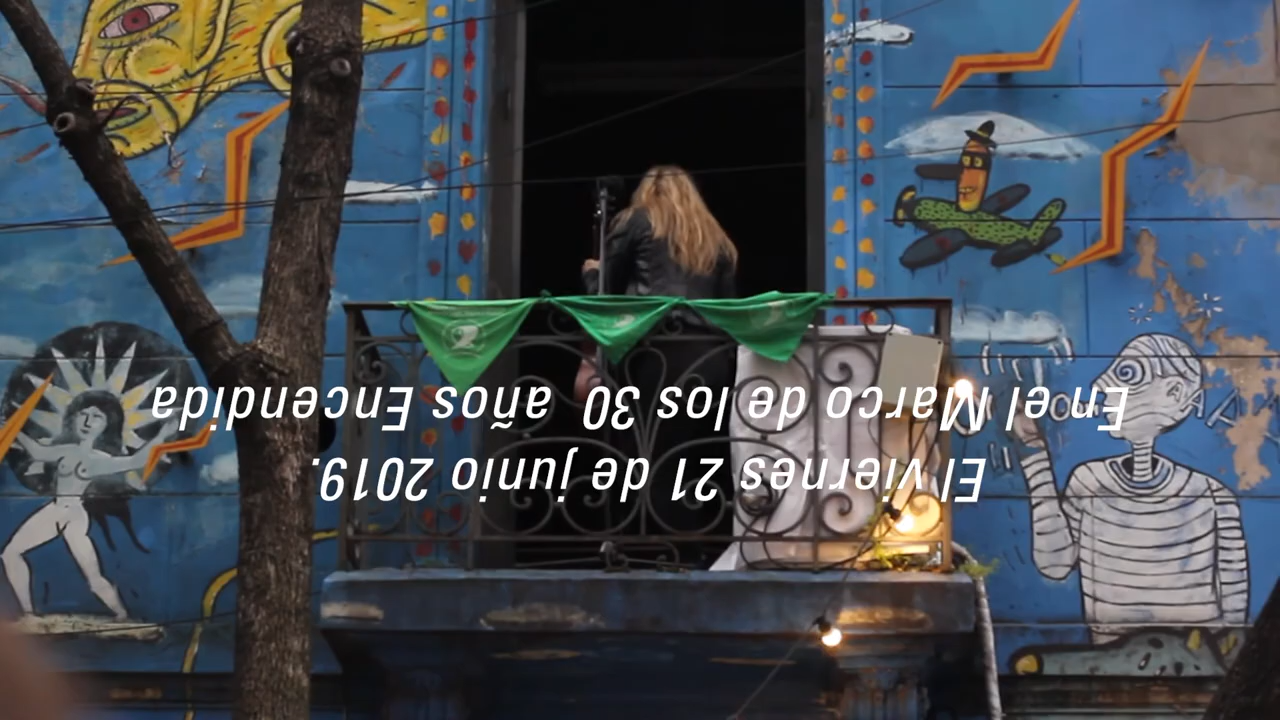 El viernes 21 de junio 2019.
En el Marco de los 30 años Encendida